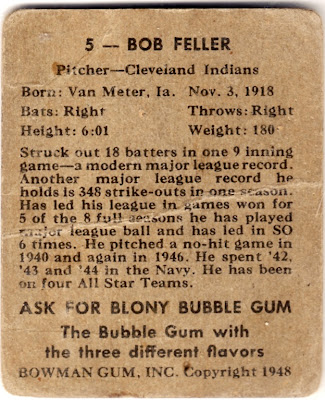 5 -- BOB FELLER
Pitcher—Cleveland Indians
Born: Van Meter, Ia. Nov. 3, 1918
Bats: Right Throws: Right
Height: 6:01 Weight: 180
Struck out 18 batters in one 9 inning
game—a modern major league record.
Another major league record he
holds is 348 strike-outs in one season.
Has led his league in games won for
5 of the 8 full seasons he has played
major league ball and has led in SO
6 times. He pitched a no-hit game in
1940 and again in 1946. He spent '42,
'43 and '44 in the Navy. He has been
on four All Star Teams.
ASK FOR BLONY BUBBLE GUM
The Bubble Gum with
the three different flavors
BOWMAN GUM, INC. Copyright 1948